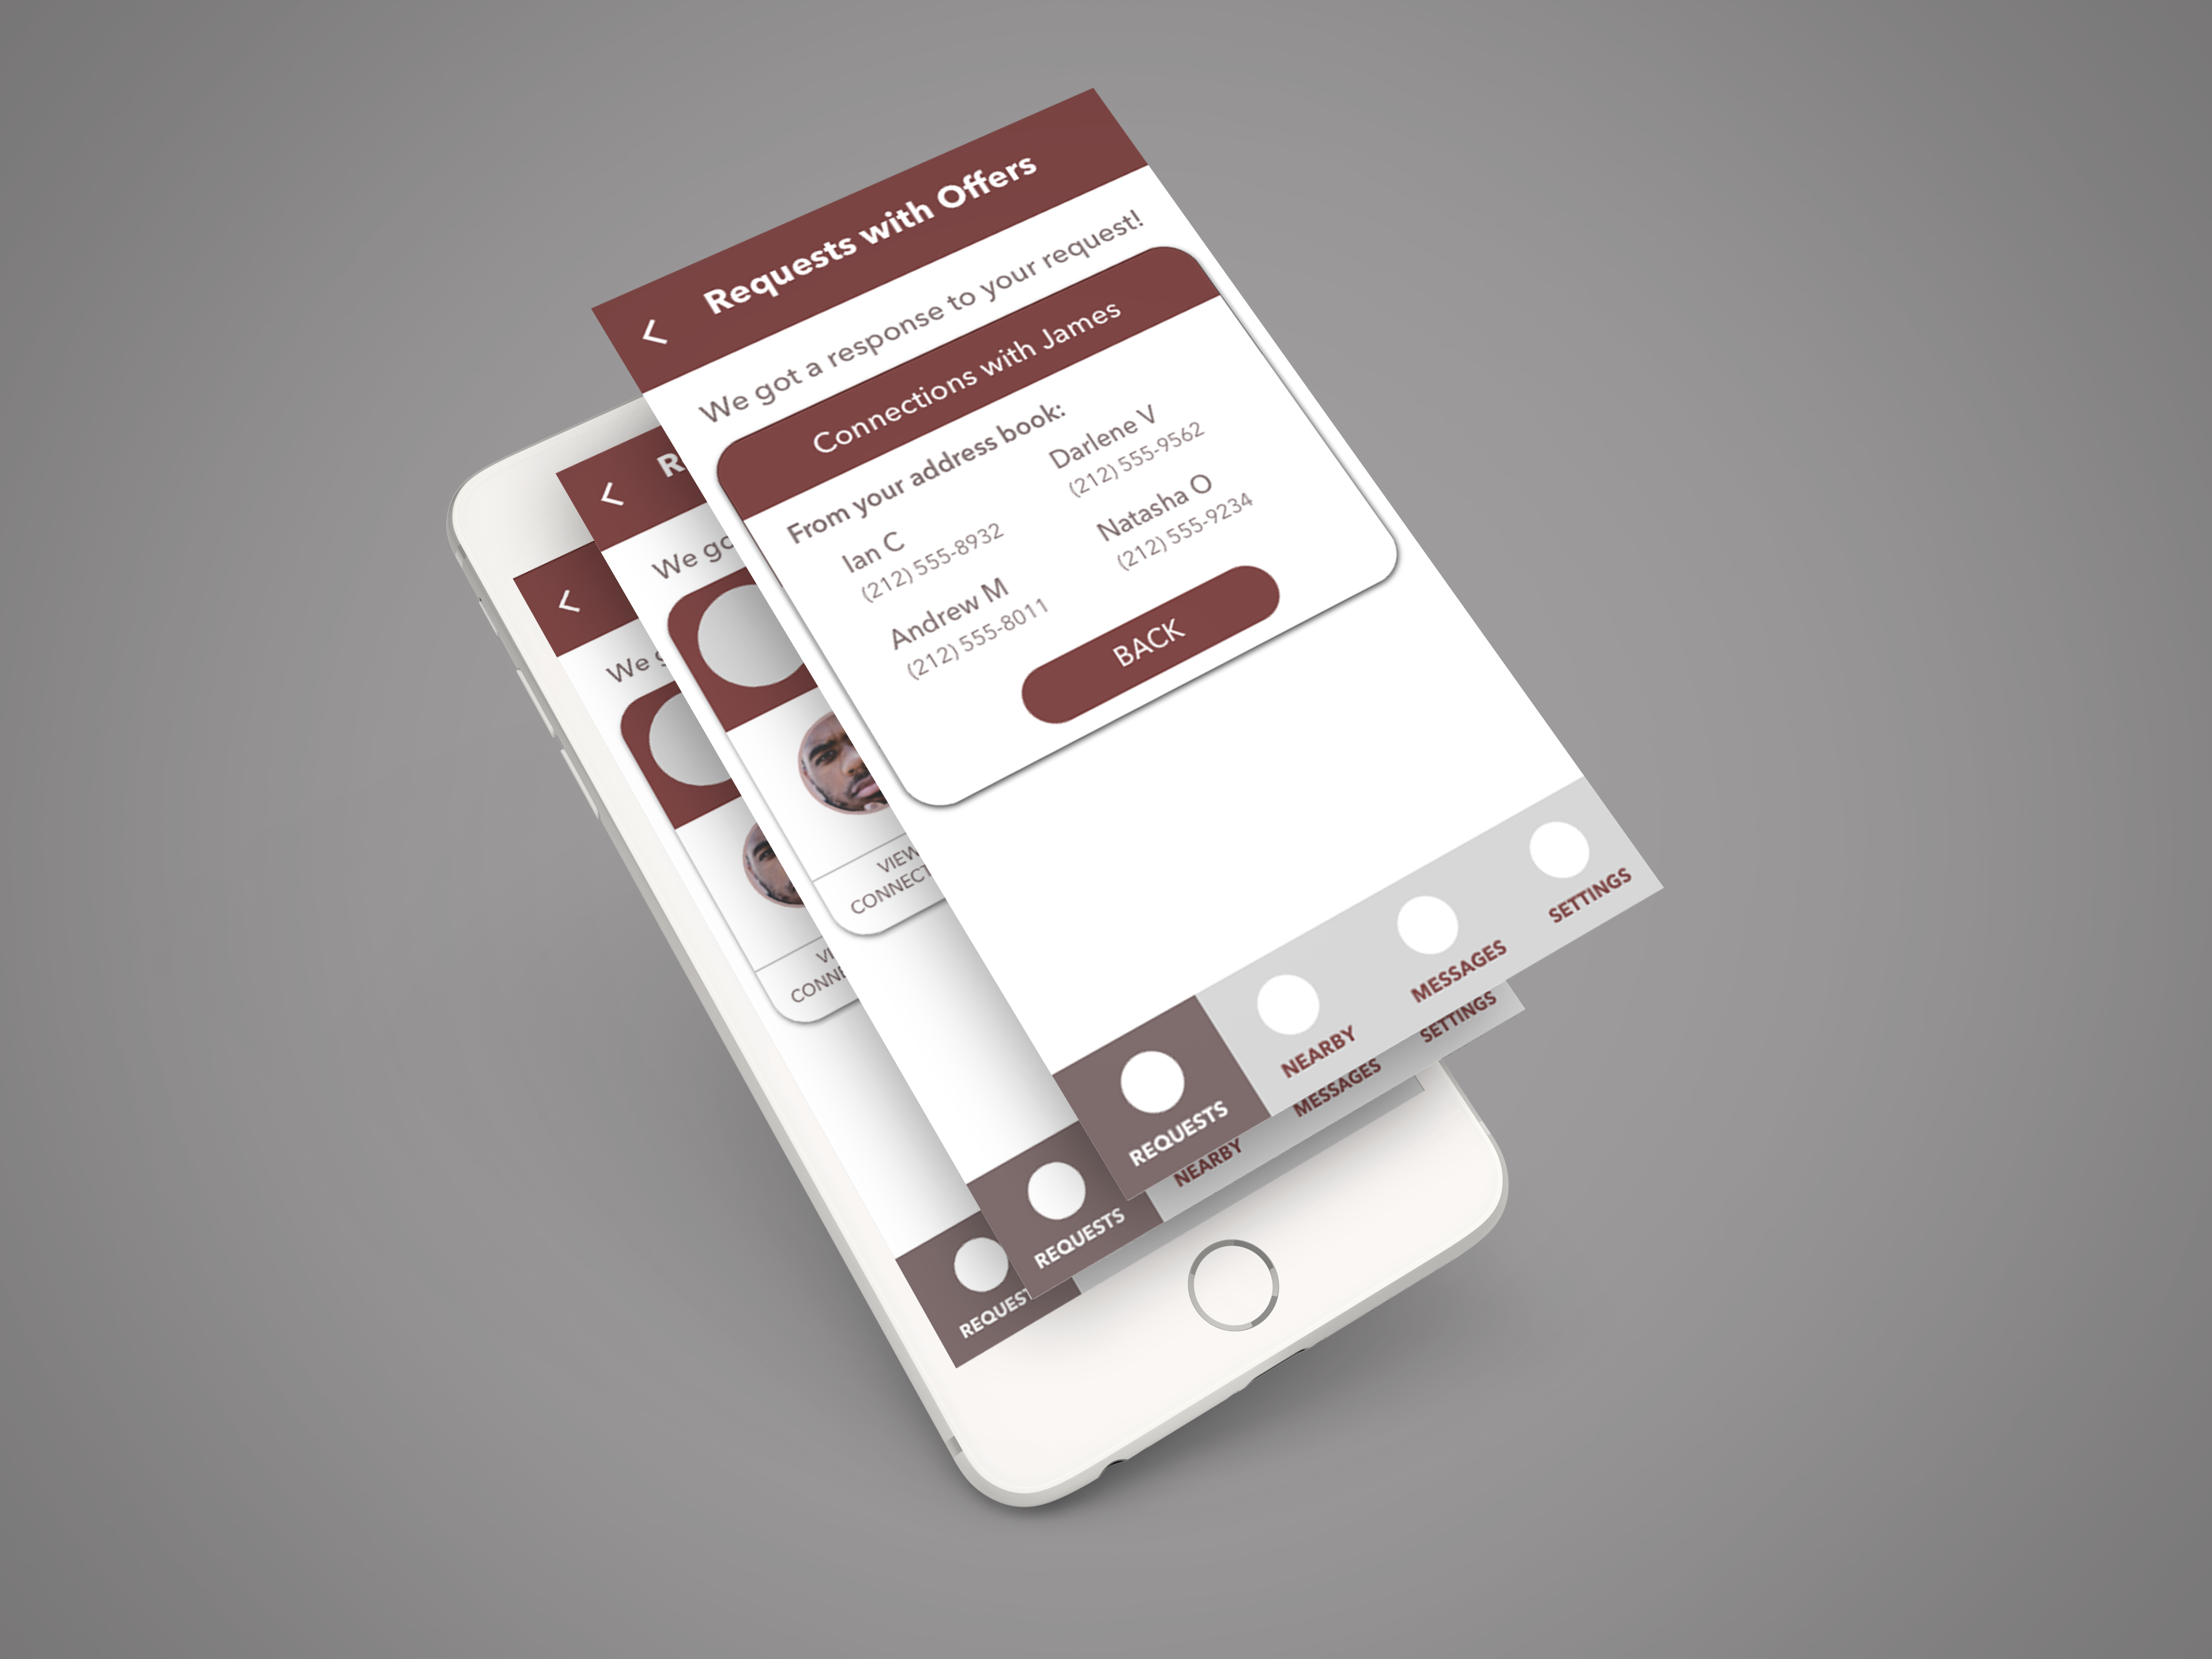 Requests with Offers
We got a response to your request!
Connections with James
From your address book:
Ian C
(212) 555-8932
Andrew M
(212) 555-8011
Darlene V
(212) 555-9562
Natasha O
(212) 555-9234
BACK
REQUESTS
NEARBY
MESSAGES
SETTINGS
R
We go
VIEW
CONNECT
REQUESTS
NEARBY
MESSAGES
SETTINGS
We g
VI
CONNE
REQUEST